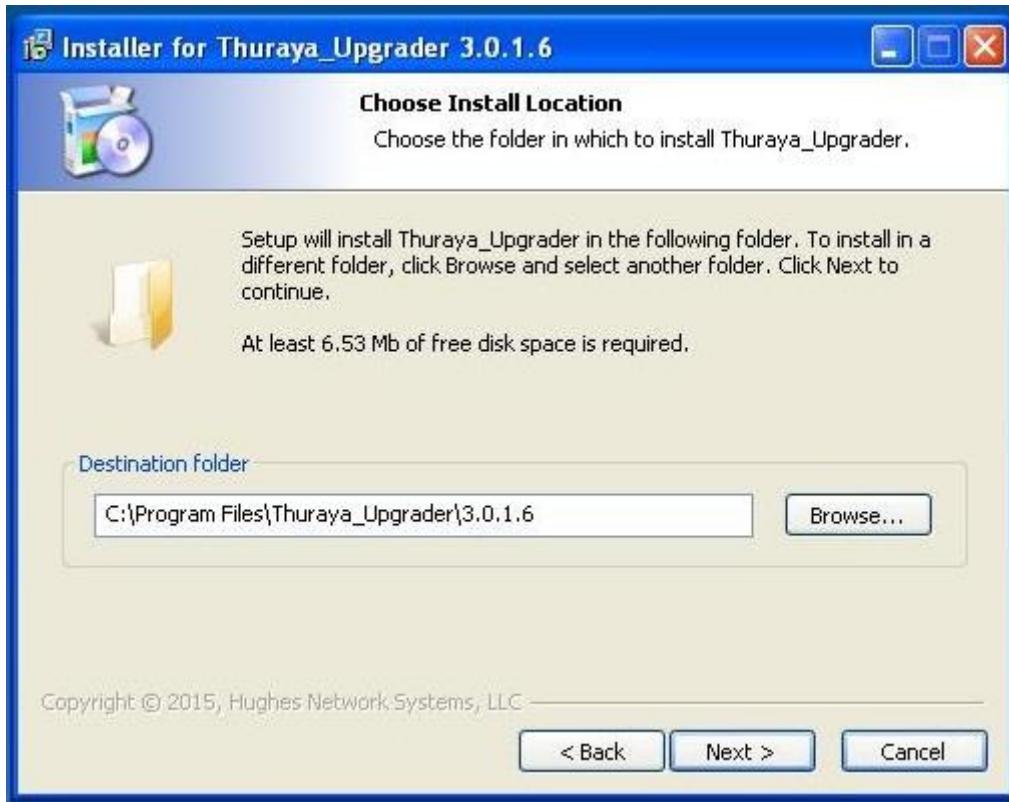 Installer for Thuraya_Upgrader 3.0.1.6
Choose Install Location
Choose the folder in which to install Thuraya_Upgrader.
Setup will install Thuraya_Upgrader in the following folder. To install in a
different folder, click Browse and select another folder. Click Next to
continue.
At least 6.53 Mb of free disk space is required.
Destination folder
C:\Program Files\Thuraya_Upgrader\3.0.1.6
Browse...
Copyright © 2015, Hughes Network Systems, LLC
< Back
Next >
Cancel